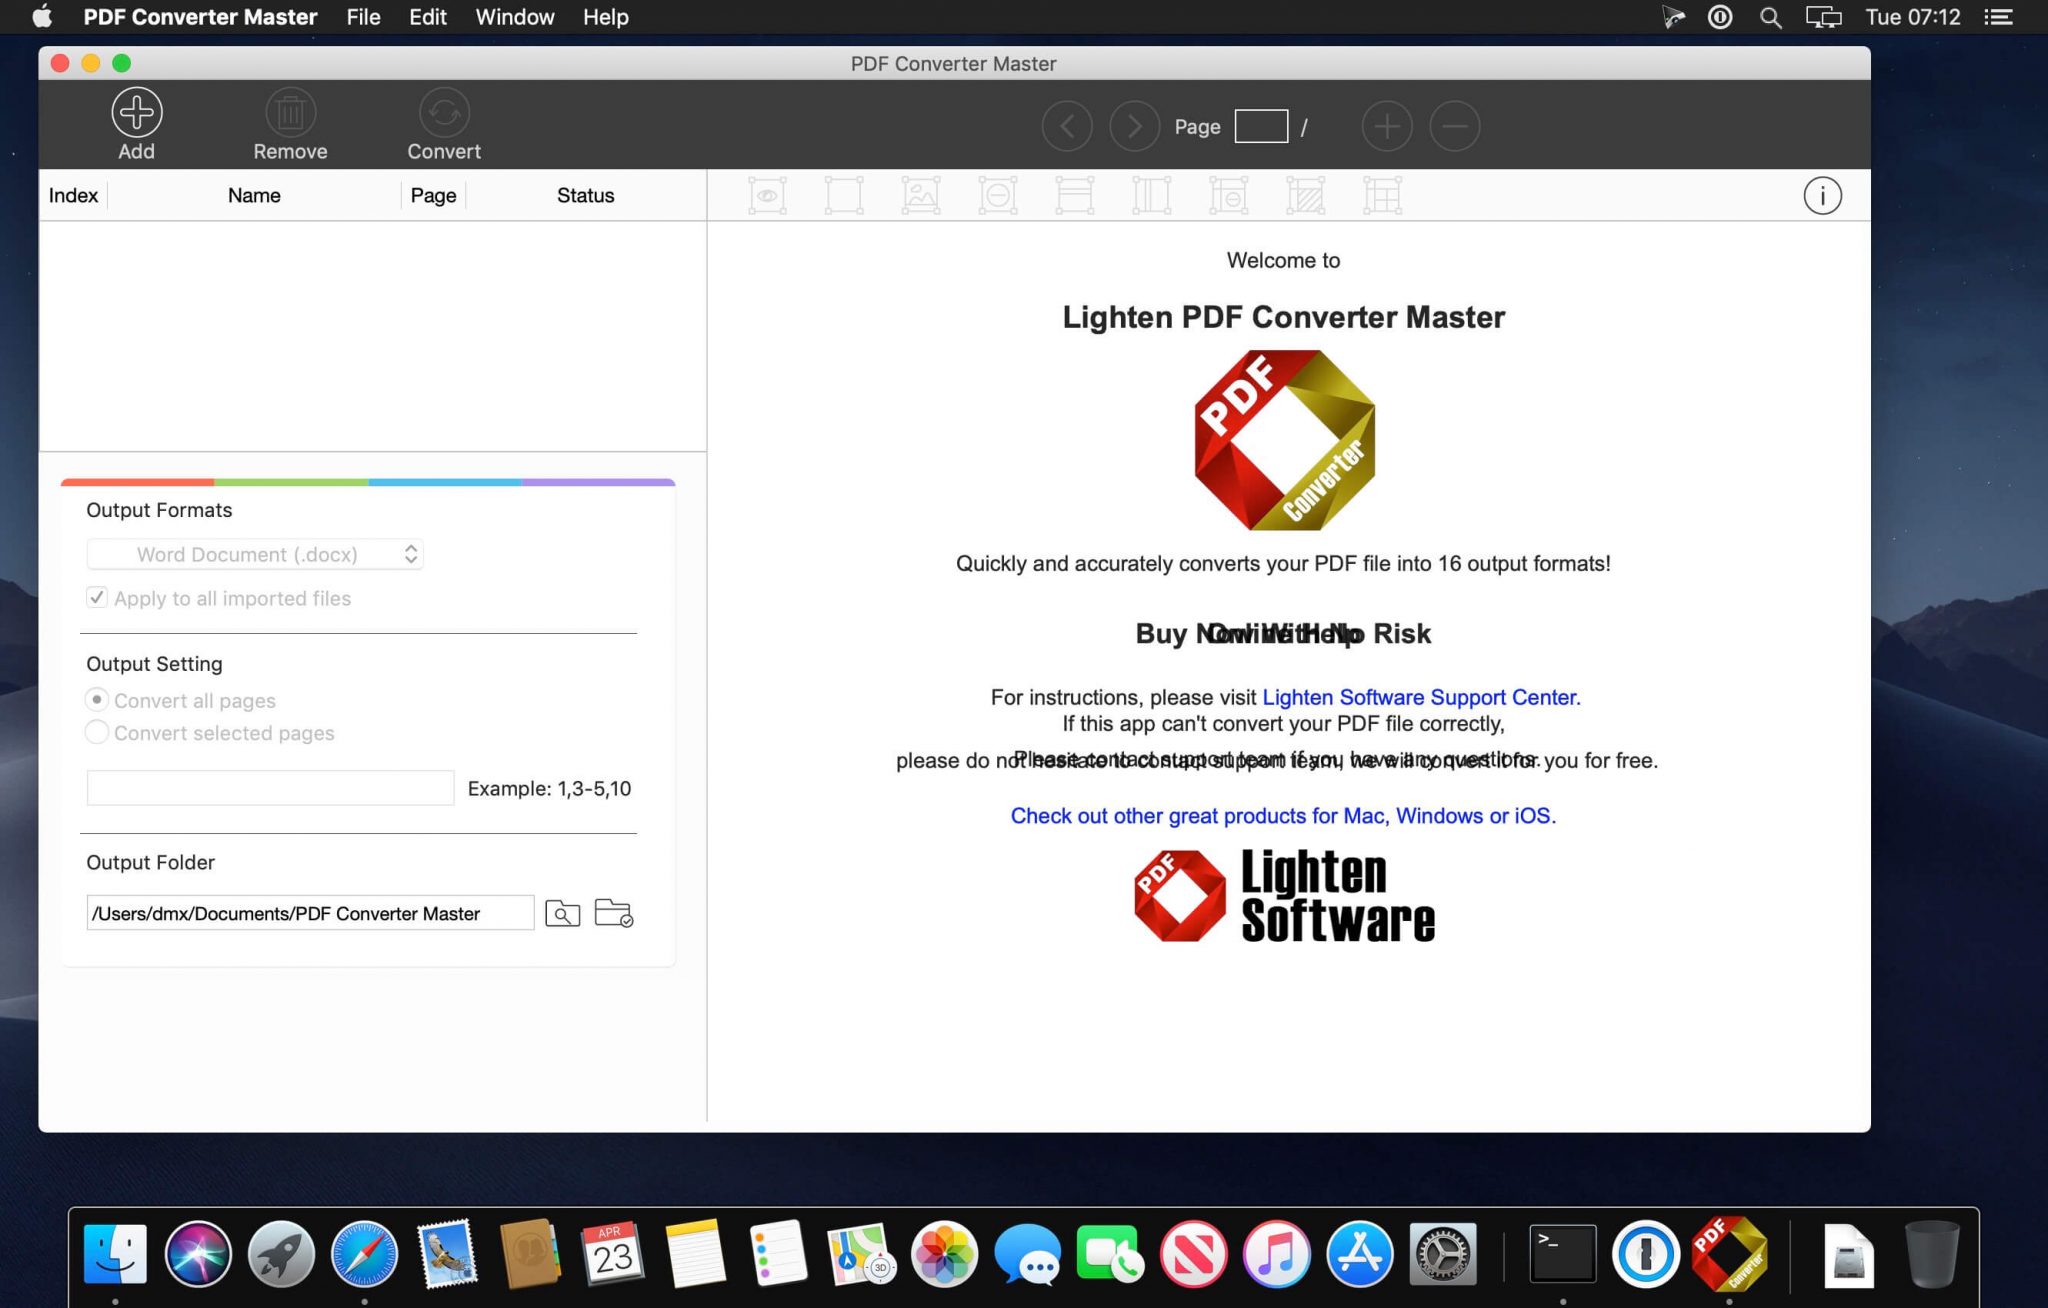 PDF Converter Master File Edit Window Help Tue 07:12
PDF Converter Master
Add Remove Convert Page /
Index Name Page Status
Welcome to
Lighten PDF Converter Master
PDF
Converter
Quickly and accurately converts your PDF file into 16 output formats!
Output Formats
Word Document (.docx)
Apply to all imported files
Output Setting
Convert all pages
Convert selected pages
Example: 1,3-5,10
Output Folder
/Users/dmx/Documents/PDF Converter Master
Buy Now With No Risk
Online Help
For instructions, please visit Lighten Software Support Center.
If this app can't convert your PDF file correctly,
please do not hesitate to contact support team, we will convert it for you for free.
Please contact support team if you have any questions.
Check out other great products for Mac, Windows or iOS.
PDF
Lighten
Software
APR
23
3D
>_
PDF
Converter